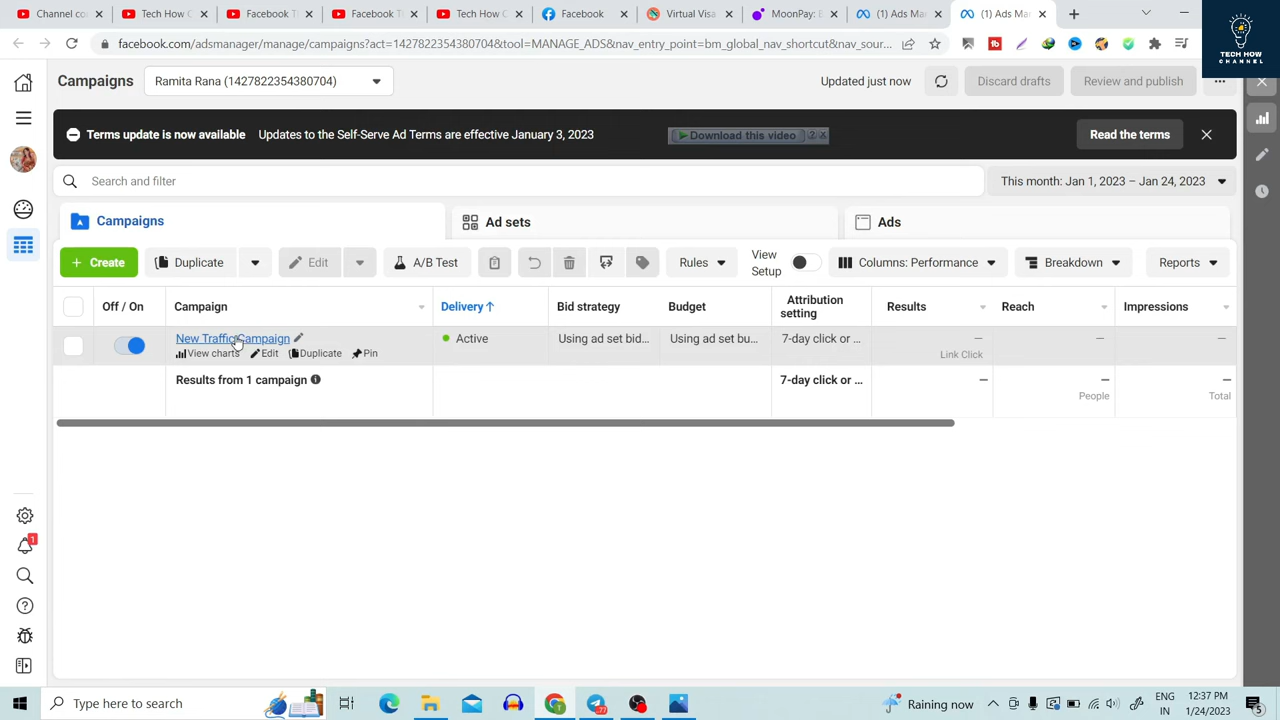 Channel co
Tech How C
Facebook T
Facebook T
Tech How C
Facebook
Virtual Visa
MoonPay: B
(1) Ads Ma
(1) Ads Ma
facebook.com/adsmanager/manage/campaigns?act=1427822354380704&tool=MANAGE_ADS&nav_entry_point=bm_global_nav_shortcut&nav_sour...
TECH HOW
CHANNEL
Campaigns
Ramita Rana (1427822354380704)
Updated just now
Discard drafts
Review and publish
Terms update is now available
Updates to the Self-Serve Ad Terms are effective January 3, 2023
Download this video
?
Read the terms
Search and filter
This month: Jan 1, 2023 – Jan 24, 2023
Campaigns
Ad sets
Ads
+ Create
Duplicate
Edit
A/B Test
Rules
View
Setup
Columns: Performance
Breakdown
Reports
Off / On
Campaign
Delivery ↑
Bid strategy
Budget
Attribution
setting
Results
Reach
Impressions
New Traffic Campaign
Active
Using ad set bid...
Using ad set bu...
7-day click or ...
—
—
—
View charts
Edit
Duplicate
Pin
Link Click
Results from 1 campaign
7-day click or ...
—
—
—
People
Total
1
Type here to search
Raining now
ENG
IN
12:37 PM
1/24/2023
5